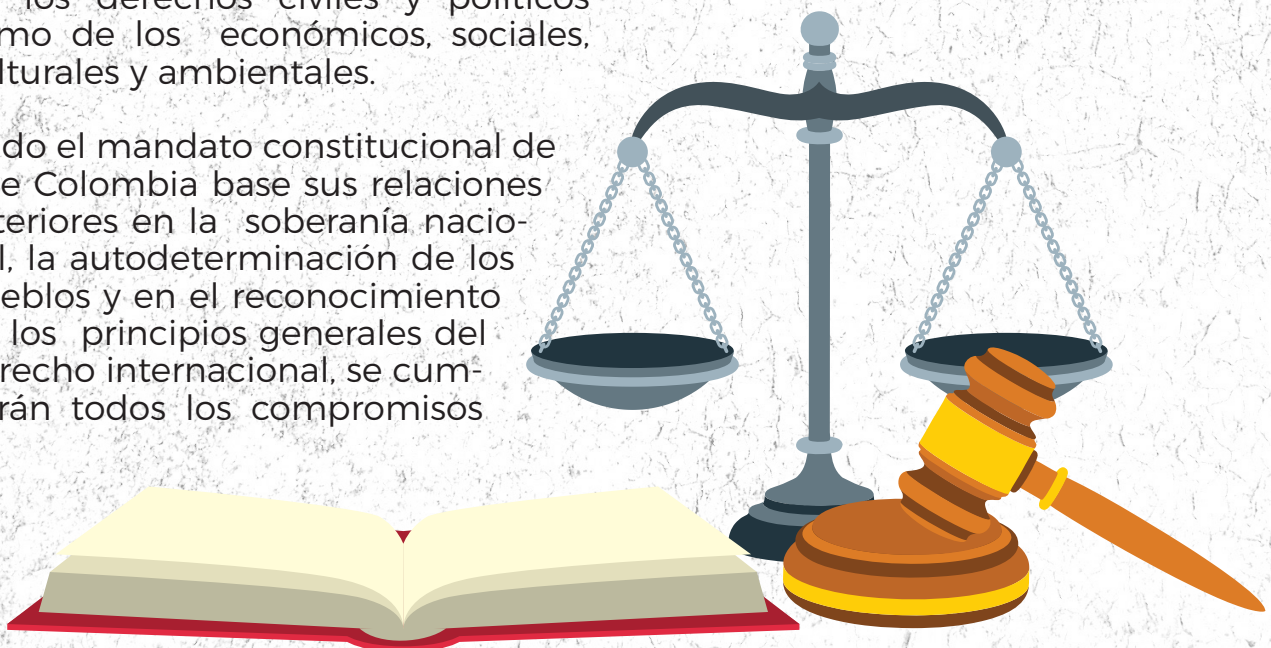 los derechos civiles y políticos
mo de los económicos, sociales,
lturales y ambientales.
do el mandato constitucional de
e Colombia base sus relaciones
teriores en la soberanía nacio-
l, la autodeterminación de los
eblos y en el reconocimiento
los principios generales del
recho internacional, se cum-
rán todos los compromisos